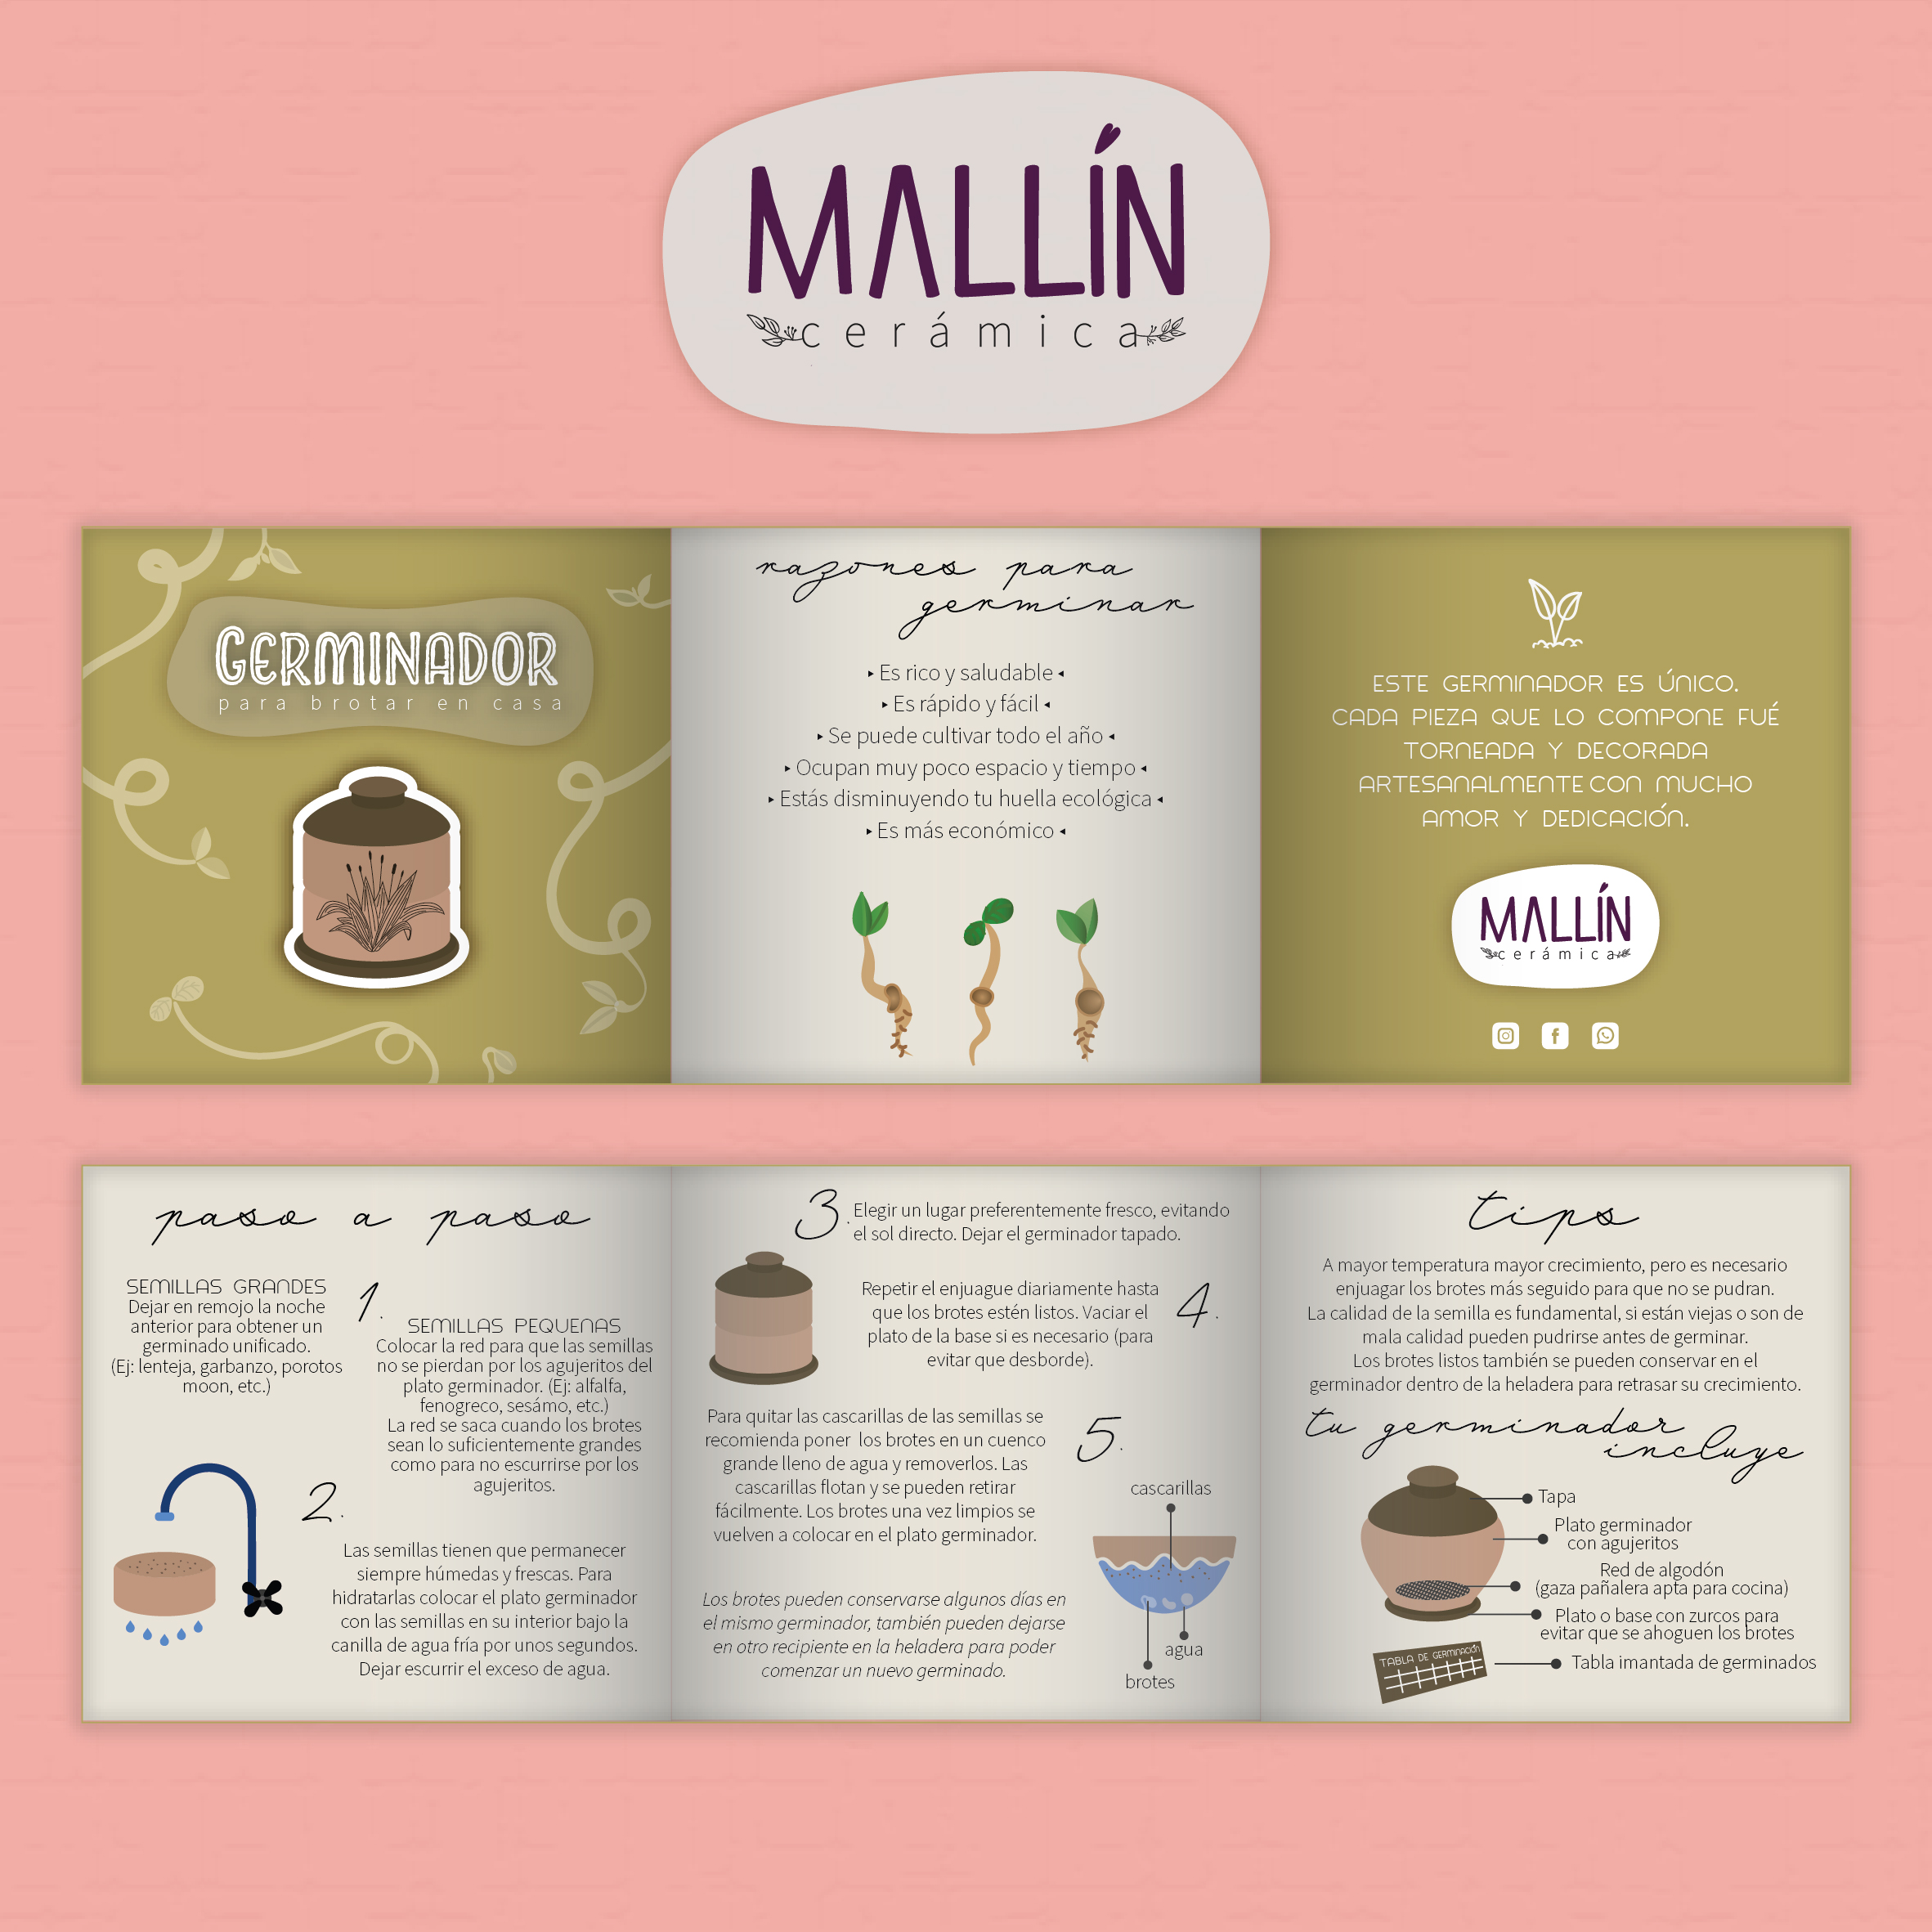 MALLÍN
cerámica
GERMINADOR
para brotar en casa
razones para
germinar
‣ Es rico y saludable ◂
‣ Es rápido y fácil ◂
‣ Se puede cultivar todo el año ◂
‣ Ocupan muy poco espacio y tiempo ◂
‣ Estás disminuyendo tu huella ecológica ◂
‣ Es más económico ◂
ESTE GERMINADOR ES ÚNICO.
CADA PIEZA QUE LO COMPONE FUÉ
TORNEADA Y DECORADA
ARTESANALMENTE CON MUCHO
AMOR Y DEDICACIÓN.
MALLÍN
cerámica
paso a paso
1.
SEMILLAS GRANDES
Dejar en remojo la noche
anterior para obtener un
germinado unificado.
(Ej: lenteja, garbanzo, porotos
moon, etc.)
SEMILLAS PEQUENAS
Colocar la red para que las semillas
no se pierdan por los agujeritos del
plato germinador. (Ej: alfalfa,
fenogreco, sesámo, etc.)
La red se saca cuando los brotes
sean lo suficientemente grandes
como para no escurrirse por los
agujeritos.
2.
Las semillas tienen que permanecer
siempre húmedas y frescas. Para
hidratarlas colocar el plato germinador
con las semillas en su interior bajo la
canilla de agua fría por unos segundos.
Dejar escurrir el exceso de agua.
3.
Elegir un lugar preferentemente fresco, evitando
el sol directo. Dejar el germinador tapado.
4.
Repetir el enjuague diariamente hasta
que los brotes estén listos. Vaciar el
plato de la base si es necesario (para
evitar que desborde).
5.
Para quitar las cascarillas de las semillas se
recomienda poner los brotes en un cuenco
grande lleno de agua y removerlos. Las
cascarillas flotan y se pueden retirar
fácilmente. Los brotes una vez limpios se
vuelven a colocar en el plato germinador.
cascarillas
agua
brotes
Los brotes pueden conservarse algunos días en
el mismo germinador, también pueden dejarse
en otro recipiente en la heladera para poder
comenzar un nuevo germinado.
tips
A mayor temperatura mayor crecimiento, pero es necesario
enjuagar los brotes más seguido para que no se pudran.
La calidad de la semilla es fundamental, si están viejas o son de
mala calidad pueden pudrirse antes de germinar.
Los brotes listos también se pueden conservar en el
germinador dentro de la heladera para retrasar su crecimiento.
tu germinador
incluye
Tapa
Plato germinador
con agujeritos
Red de algodón
(gaza pañalera apta para cocina)
Plato o base con zurcos para
evitar que se ahoguen los brotes
TABLA DE GERMINACIÓN
Tabla imantada de germinados